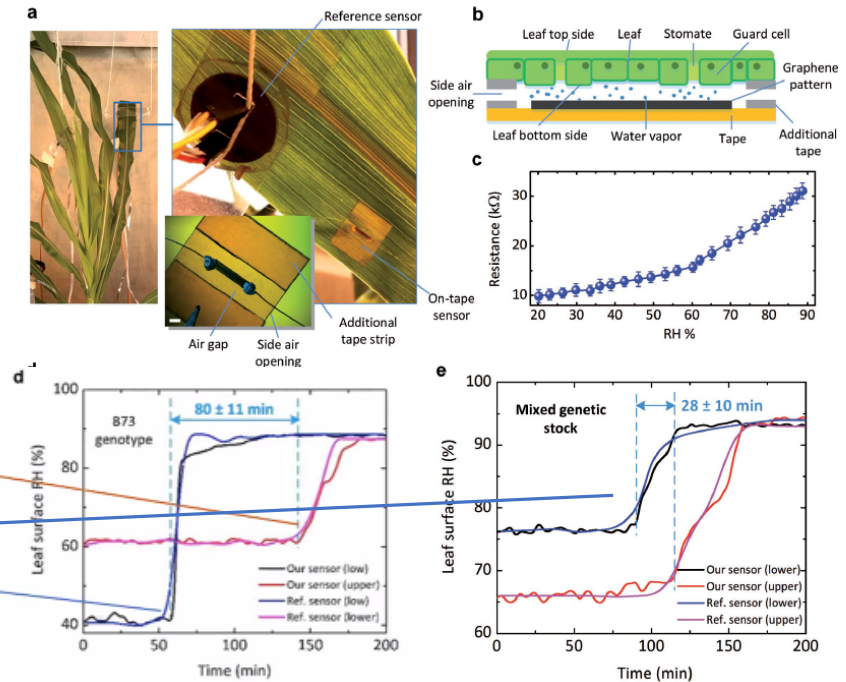 a
Reference sensor
On-tape
sensor
Additional
tape strip
Side air
opening
Air gap
b
Leaf top side
Leaf
Stomate
Guard cell
Graphene
pattern
Side air
opening
Leaf bottom side
Water vapor
Tape
Additional
tape
c
Resistance (kΩ)
30
20
10
20 30 40 50 60 70 80 90
RH %
d
100
80
60
40
Leaf surface RH (%)
B73
genotype
80 ± 11 min
Our sensor (low)
Our sensor (upper)
Ref. sensor (low)
Ref. sensor (lower)
0 50 100 150 200
Time (min)
e
100
90
80
70
60
Leaf surface RH (%)
Mixed genetic
stock
28 ± 10 min
Our sensor (lower)
Our sensor (upper)
Ref. sensor (lower)
Ref. sensor (upper)
0 50 100 150 200
Time (min)